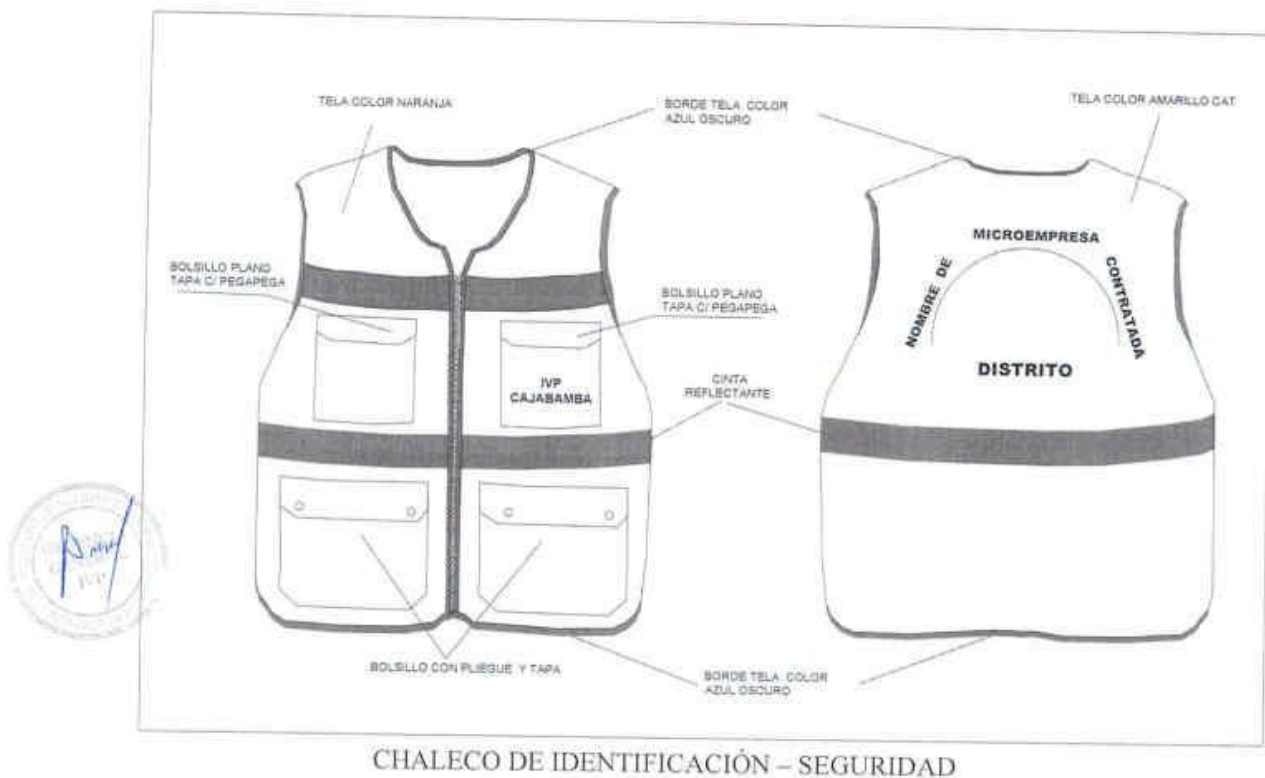 TELA COLOR NARANJA
BORDE TELA COLOR
AZUL OSCURO
TELA COLOR AMARILLO CAT
BOLSILLO PLANO
TAPA C/ PEGAPEGA
BOLSILLO PLANO
TAPA C/ PEGAPEGA
IVP
CAJABAMBA
CINTA
REFLECTANTE
NOMBRE DE MICROEMPRESA CONTRATADA
DISTRITO
BOLSILLO CON PLIEGUE Y TAPA
BORDE TELA COLOR
AZUL OSCURO
IVP
CHALECO DE IDENTIFICACIÓN – SEGURIDAD